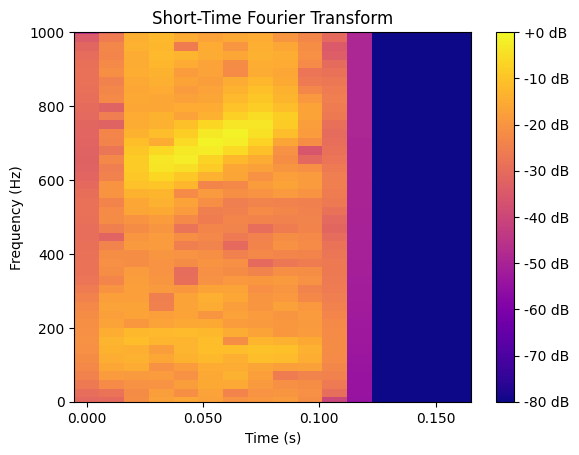 Short-Time Fourier Transform
1000
800
600
400
200
0
Frequency (Hz)
0.000
0.050
0.100
0.150
Time (s)
+0 dB
-10 dB
-20 dB
-30 dB
-40 dB
-50 dB
-60 dB
-70 dB
-80 dB